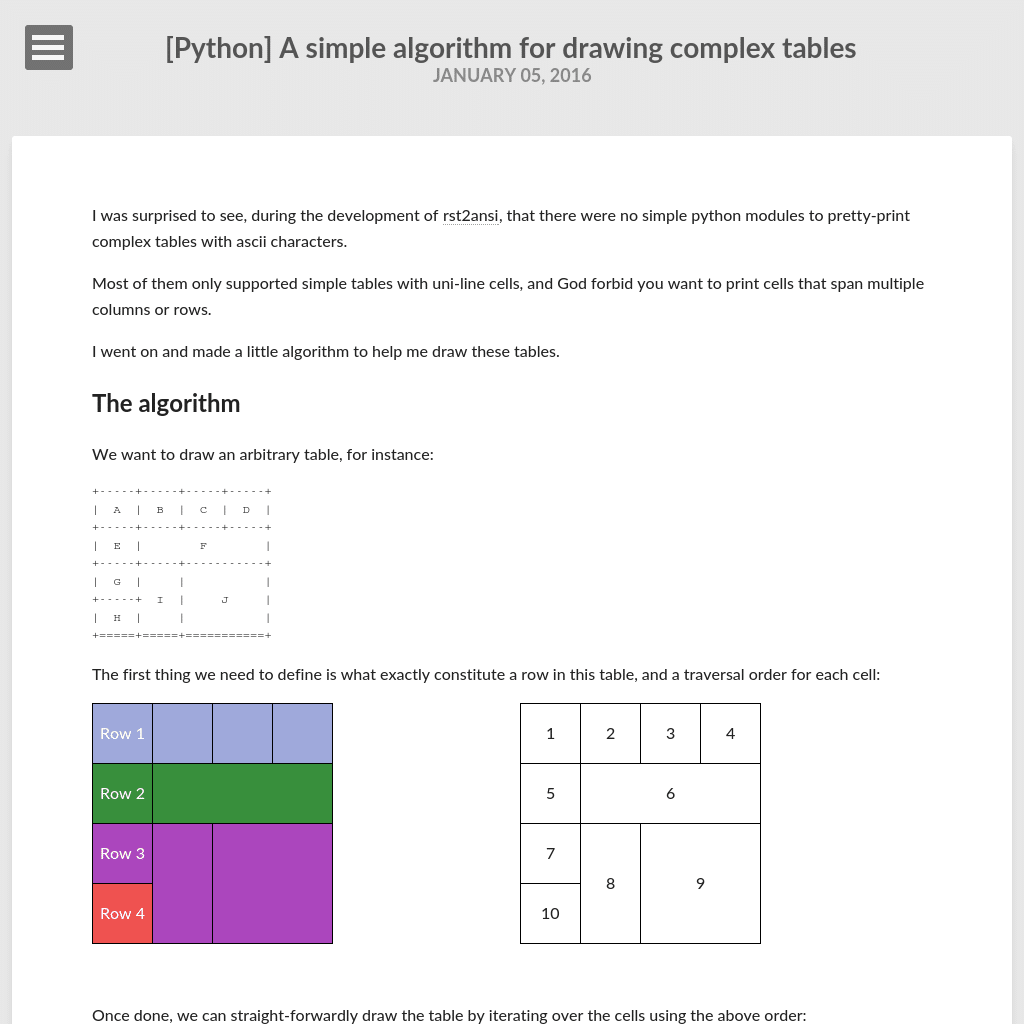 [Python] A simple algorithm for drawing complex tables
JANUARY 05, 2016
I was surprised to see, during the development of rst2ansi, that there were no simple python modules to pretty-print
complex tables with ascii characters.
Most of them only supported simple tables with uni-line cells, and God forbid you want to print cells that span multiple
columns or rows.
I went on and made a little algorithm to help me draw these tables.
The algorithm
We want to draw an arbitrary table, for instance:
+-----+-----+-----+-----+
|  A  |  B  |  C  |  D  |
+-----+-----+-----+-----+
|  E  |        F        |
+-----+-----+-----------+
|  G  |     |           |
+-----+  I  |     J     |
|  H  |     |           |
+=====+=====+===========+
The first thing we need to define is what exactly constitute a row in this table, and a traversal order for each cell:
Row 1
Row 2
Row 3
Row 4
1 2 3 4
5 6
7
8 9
10
Once done, we can straight-forwardly draw the table by iterating over the cells using the above order: